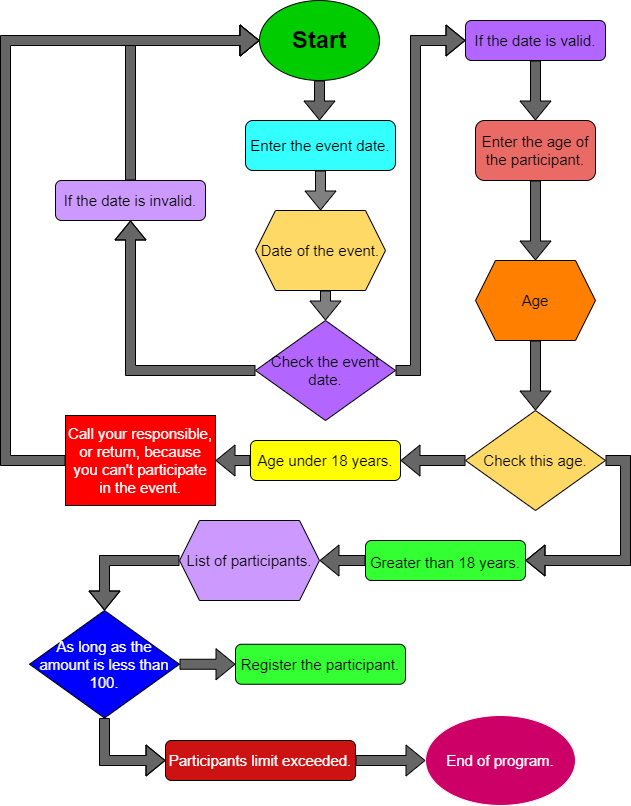 Start
Enter the event date.
Date of the event.
Check the event
date.
If the date is invalid.
If the date is valid.
Enter the age of
the participant.
Age
Check this age.
Age under 18 years.
Call your responsible,
or return, because
you can't participate
in the event.
Greater than 18 years.
List of participants.
As long as the
amount is less than
100.
Register the participant.
Participants limit exceeded.
End of program.